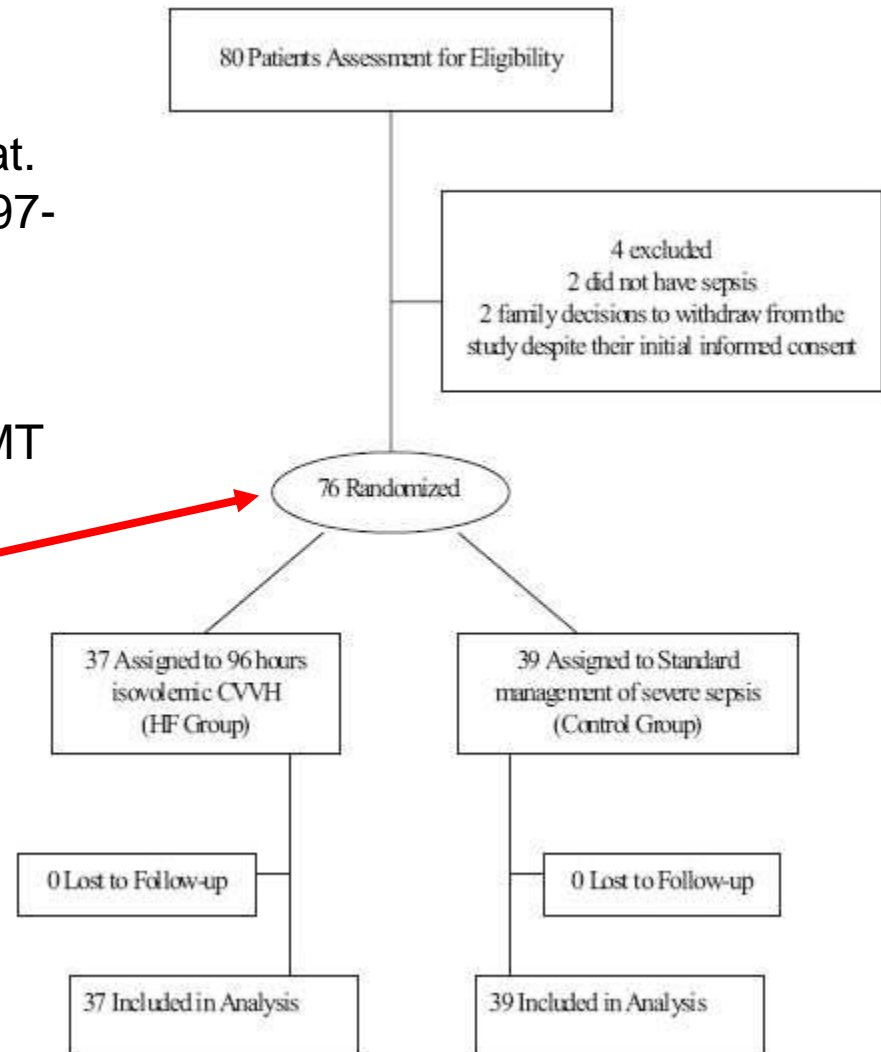 80 Patients Assessment for Eligibility
at.
97-
4 excluded
2 did not have sepsis
2 family decisions to withdraw from the
study despite their initial informed consent
MT
76 Randomized
37 Assigned to 96 hours
isovolemic CVVH
(HF Group)
39 Assigned to Standard
management of severe sepsis
(Control Group)
0 Lost to Follow-up
0 Lost to Follow-up
37 Included in Analysis
39 Included in Analysis